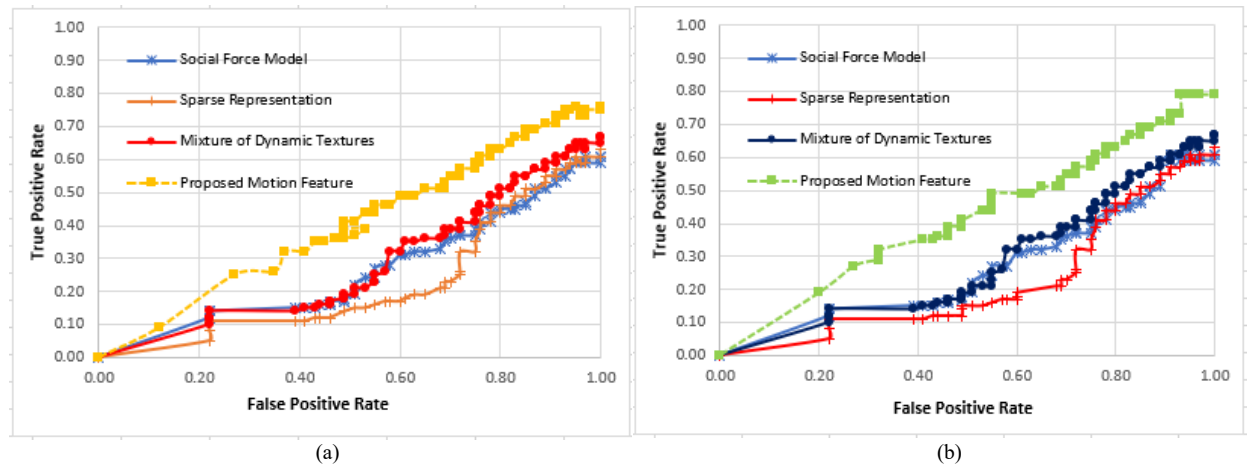 1.00
0.90
0.80
0.70
0.60
0.50
0.40
0.30
0.20
0.10
0.00
True Positive Rate
Social Force Model
Sparse Representation
Mixture of Dynamic Textures
Proposed Motion Feature
0.00
0.20
0.40
0.60
0.80
1.00
False Positive Rate
(a)
1.00
0.90
0.80
0.70
0.60
0.50
0.40
0.30
0.20
0.10
0.00
True Positive Rate
Social Force Model
Sparse Representation
Mixture of Dynamic Textures
Proposed Motion Feature
0.00
0.20
0.40
0.60
0.80
1.00
False Positive Rate
(b)